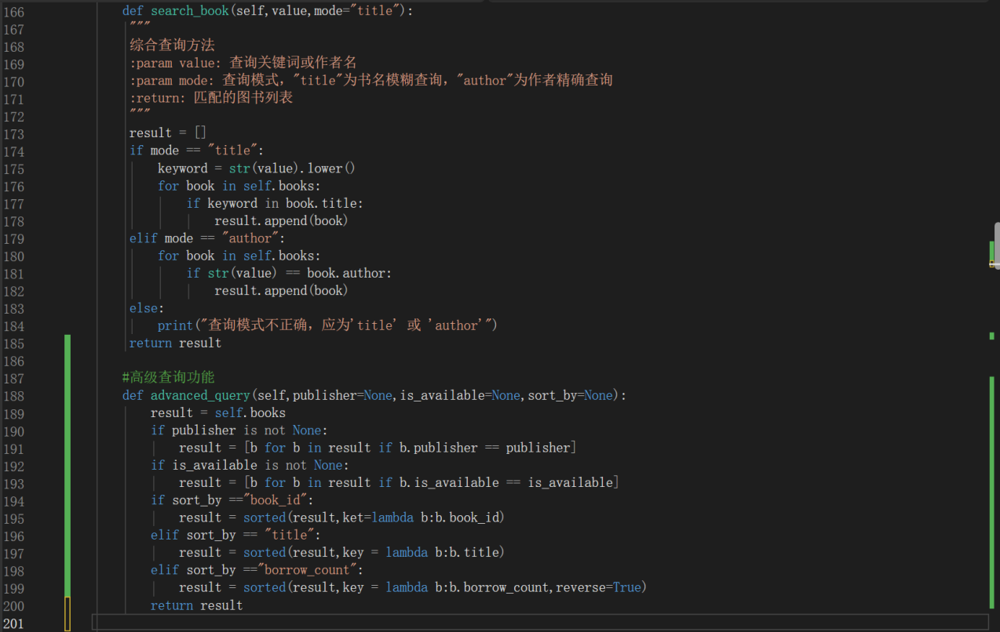 166 def search_book(self,value,mode="title"):
167 """
168 综合查询方法
169 :param value: 查询关键词或作者名
170 :param mode: 查询模式，"title"为书名模糊查询，"author"为作者精确查询
171 :return: 匹配的图书列表
172 """
173 result = []
174 if mode == "title":
175 keyword = str(value).lower()
176 for book in self.books:
177 if keyword in book.title:
178 result.append(book)
179 elif mode == "author":
180 for book in self.books:
181 if str(value) == book.author:
182 result.append(book)
183 else:
184 print("查询模式不正确，应为'title' 或 'author'")
185 return result
186
187 #高级查询功能
188 def advanced_query(self,publisher=None,is_available=None,sort_by=None):
189 result = self.books
190 if publisher is not None:
191 result = [b for b in result if b.publisher == publisher]
192 if is_available is not None:
193 result = [b for b in result if b.is_available == is_available]
194 if sort_by =="book_id":
195 result = sorted(result,ket=lambda b:b.book_id)
196 elif sort_by == "title":
197 result = sorted(result,key = lambda b:b.title)
198 elif sort_by =="borrow_count":
199 result = sorted(result,key = lambda b:b.borrow_count,reverse=True)
200 return result
201